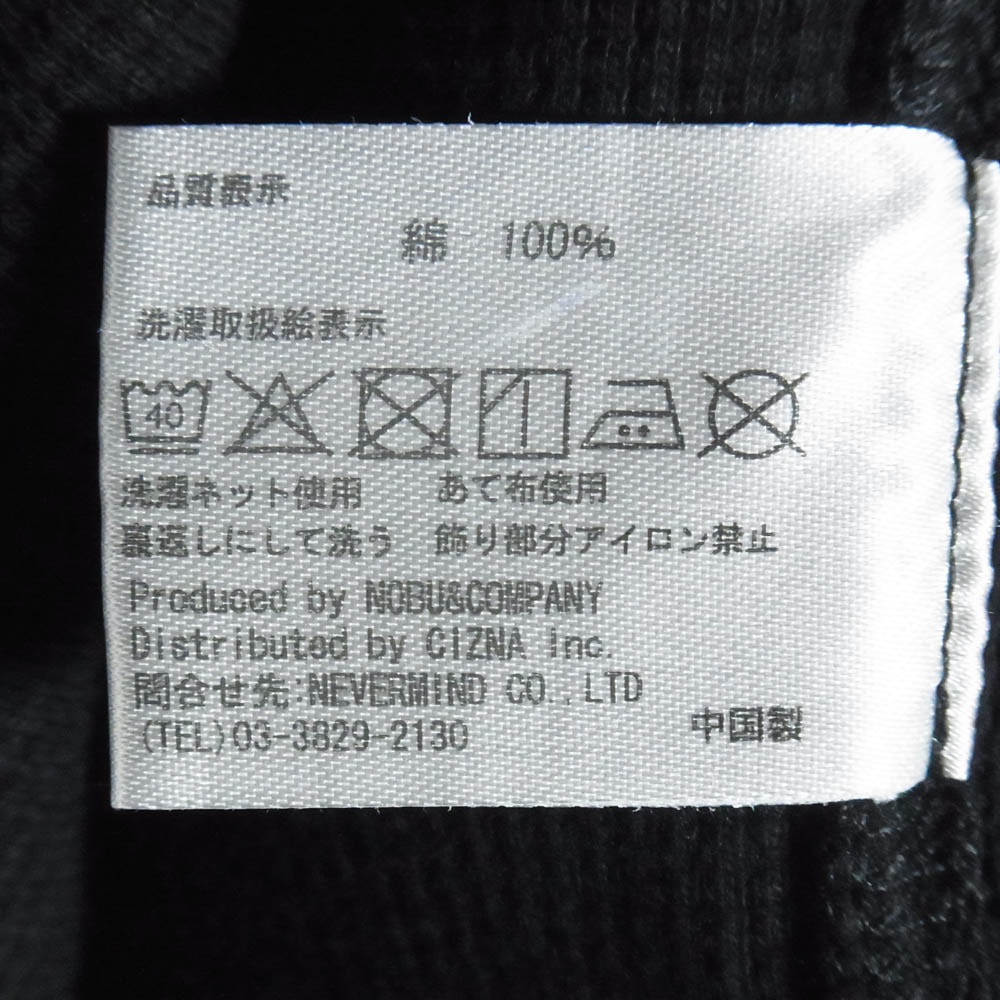 品質表示
綿 100%
洗濯取扱絵表示
40
洗濯ネット使用 あて布使用
裏返しにして洗う 飾り部分アイロン禁止
Produced by NOBU&COMPANY
Distributed by CIZNA Inc.
問合せ先:NEVERMIND CO.,LTD
(TEL)03-3829-2130
中国製